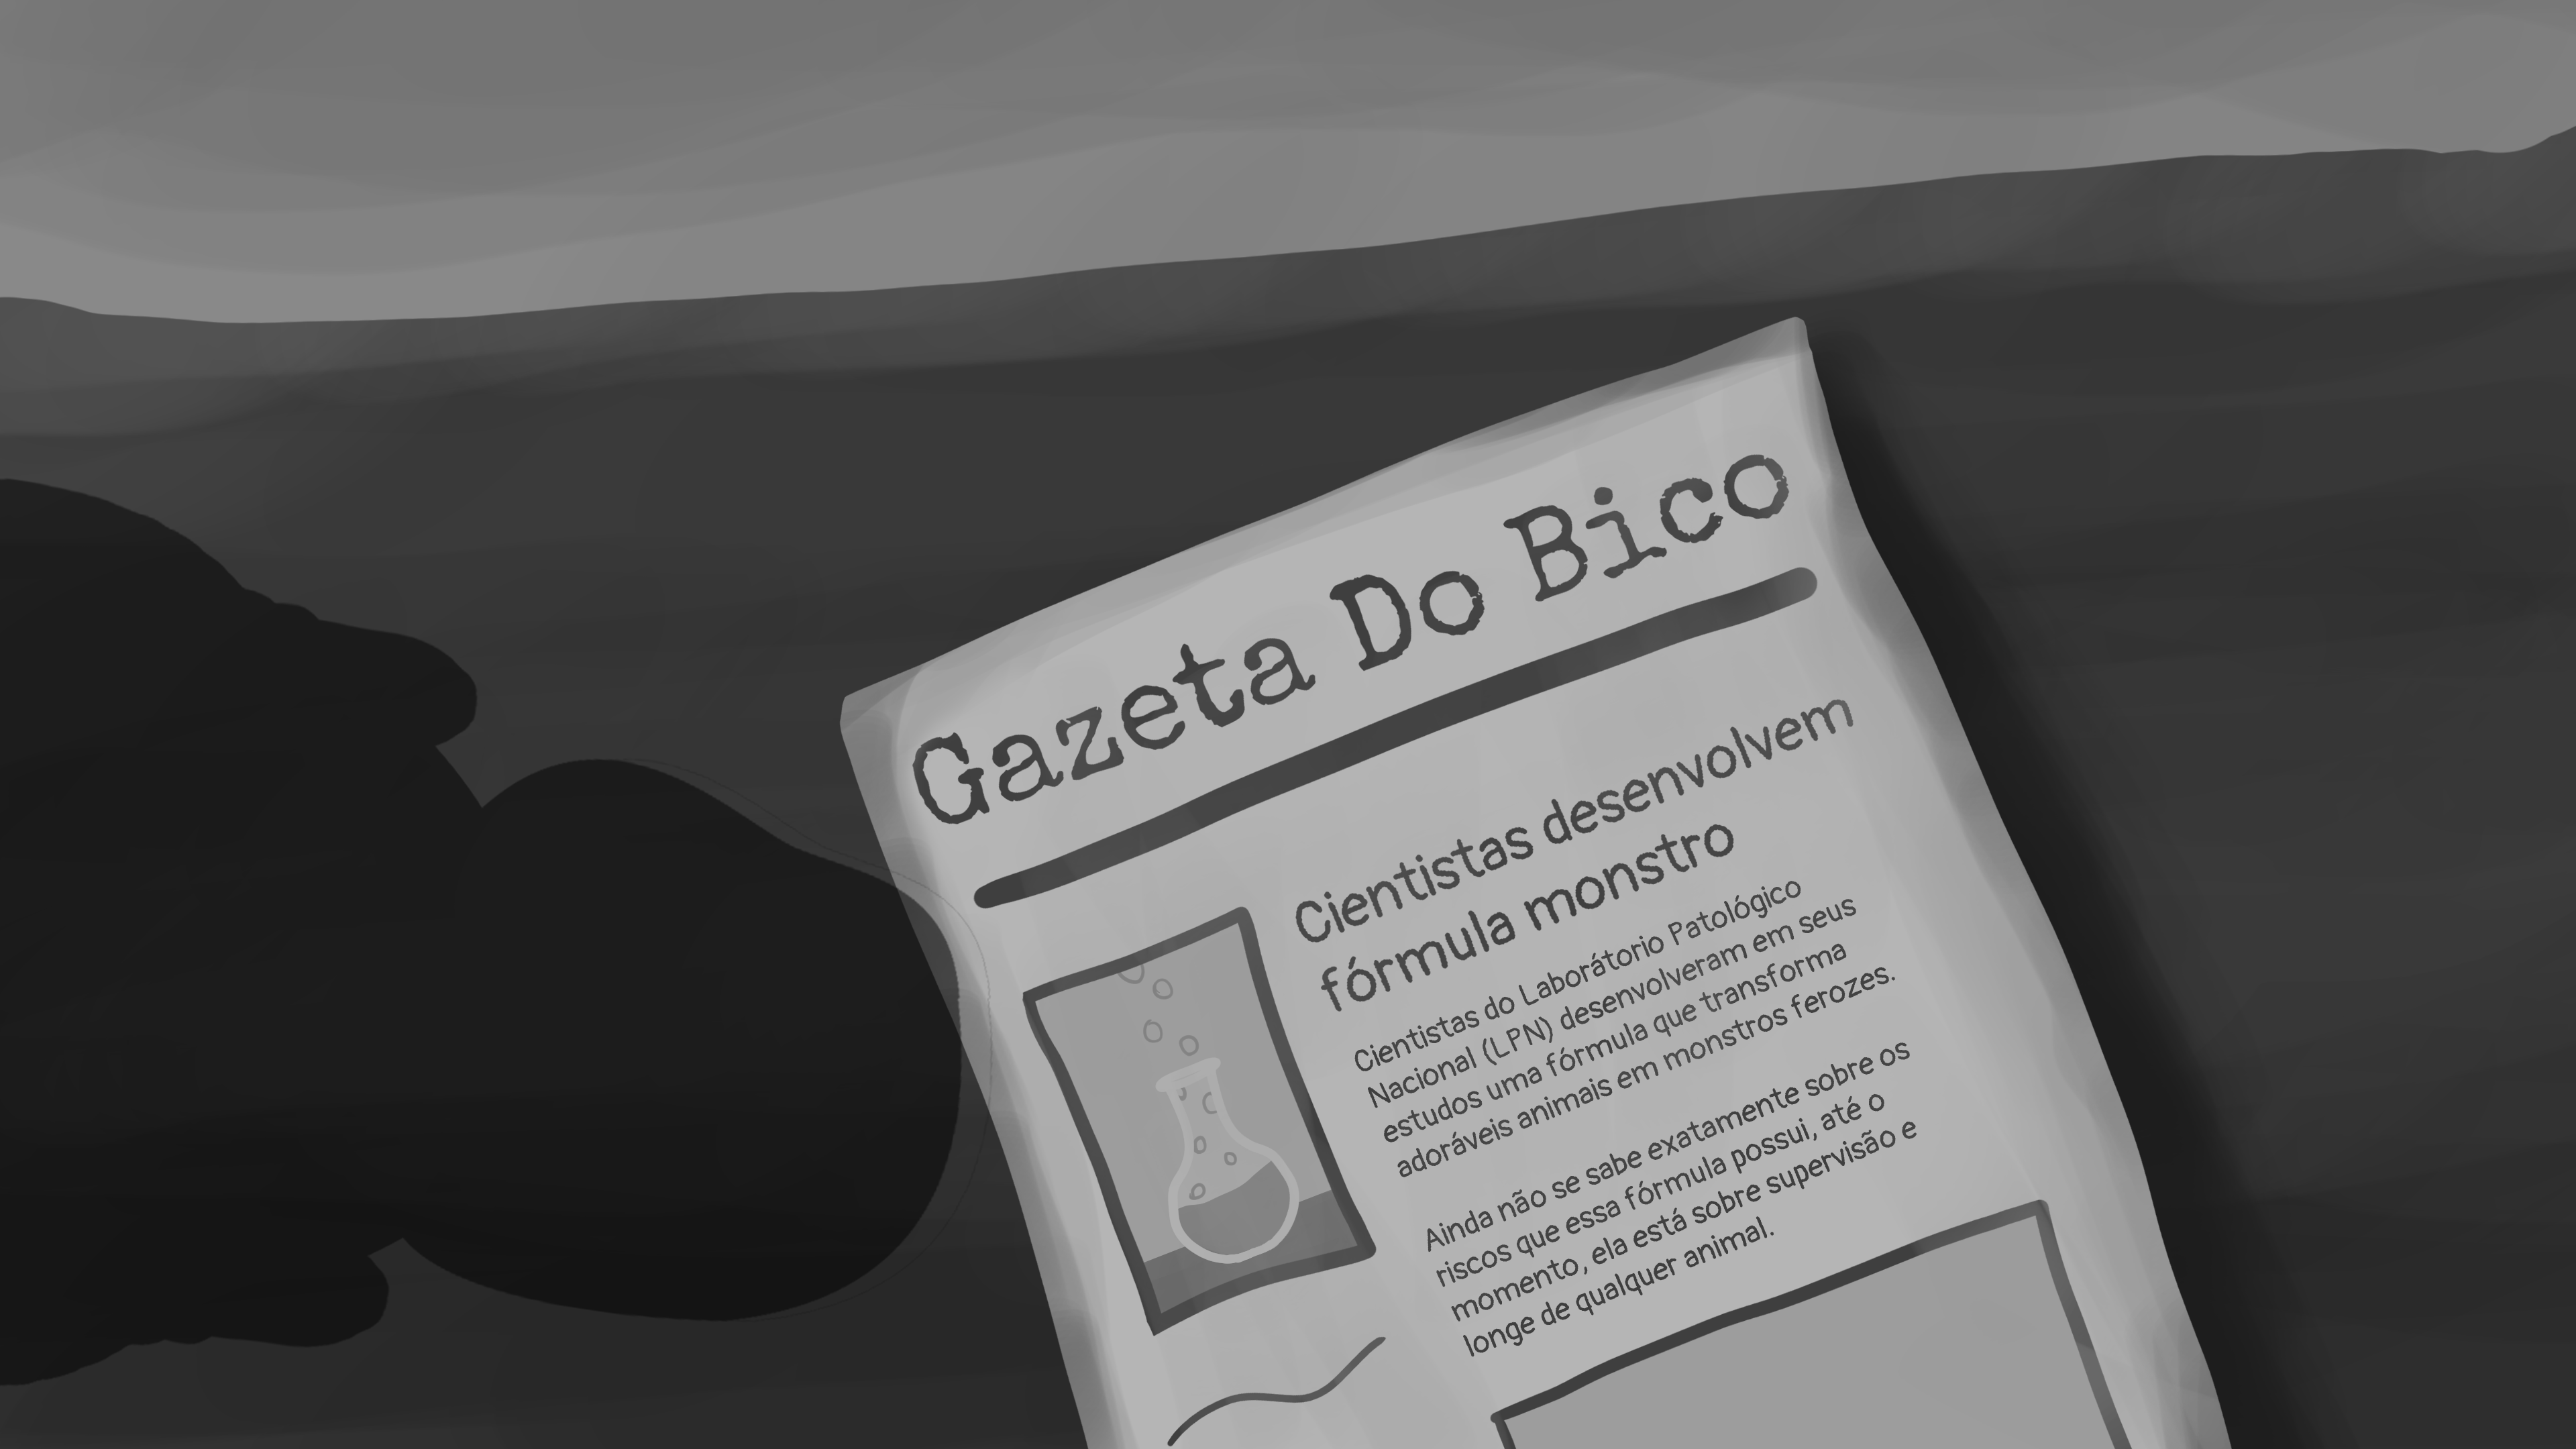 Gazeta Do Bico
Cientistas desenvolvem
fórmula monstro
Cientistas do Laborátorio Patológico
Nacional (LPN) desenvolveram em seus
estudos uma fórmula que transforma
adoráveis animais em monstros ferozes.
Ainda não se sabe exatamente sobre os
riscos que essa fórmula possui, até o
momento, ela está sobre supervisão e
longe de qualquer animal.